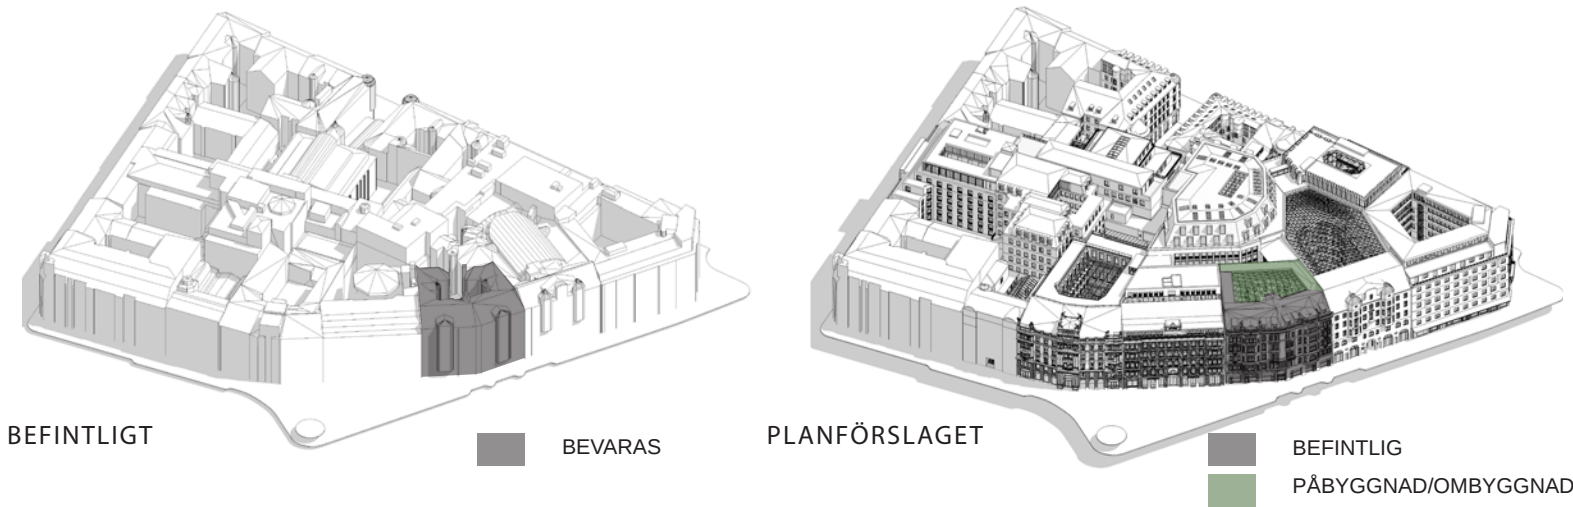 BEFINTLIGT
BEVARAS
PLANFÖRSLAGET
BEFINTLIG
PÅBYGGNAD/OMBYGGNAD